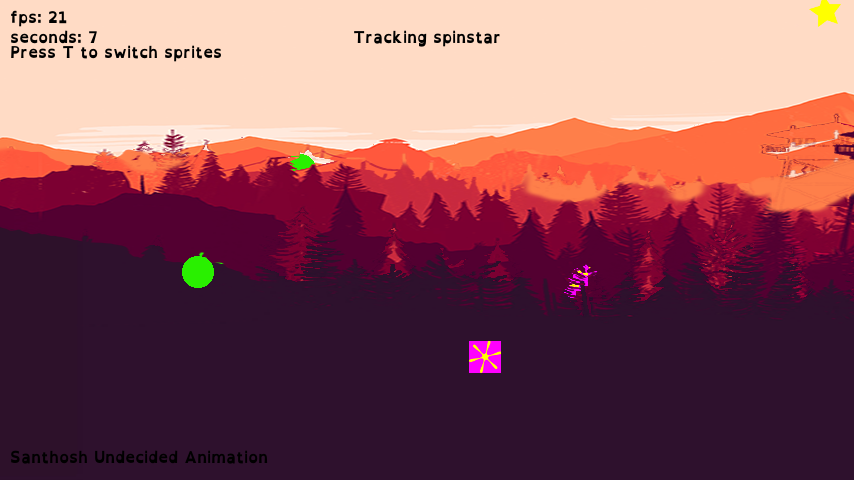 fps: 21
seconds: 7
Tracking spinstar
Press T to switch sprites
Santhosh Undecided Animation